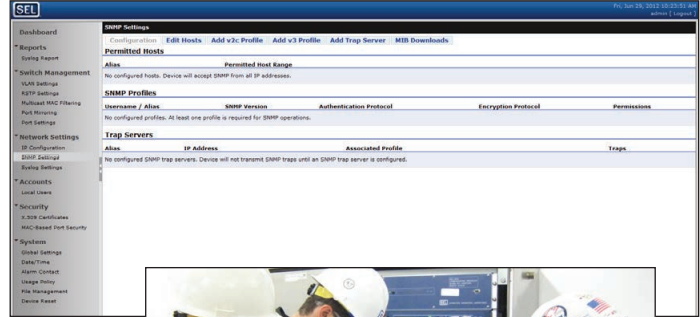 SEL
Fri, Jun 29, 2012 10:23:51 AM
admin [ Logout ]
Dashboard
Reports
Syslog Report
Switch Management
VLAN Settings
RSTP Settings
Multicast MAC Filtering
Port Mirroring
Port Settings
Network Settings
IP Configuration
SNMP Settings
Syslog Settings
Accounts
Local Users
Security
X.509 Certificates
MAC-Based Port Security
System
Global Settings
Date/Time
Alarm Contact
Usage Policy
File Management
Device Reset
SNMP Settings
Configuration Edit Hosts Add v2c Profile Add v3 Profile Add Trap Server MIB Downloads
Permitted Hosts
Alias Permitted Host Range
No configured hosts. Device will accept SNMP from all IP addresses.
SNMP Profiles
Username / Alias SNMP Version Authentication Protocol Encryption Protocol Permissions
No configured profiles. At least one profile is required for SNMP operations.
Trap Servers
Alias IP Address Associated Profile Traps
No configured SNMP trap servers. Device will not transmit SNMP traps until an SNMP trap server is configured.